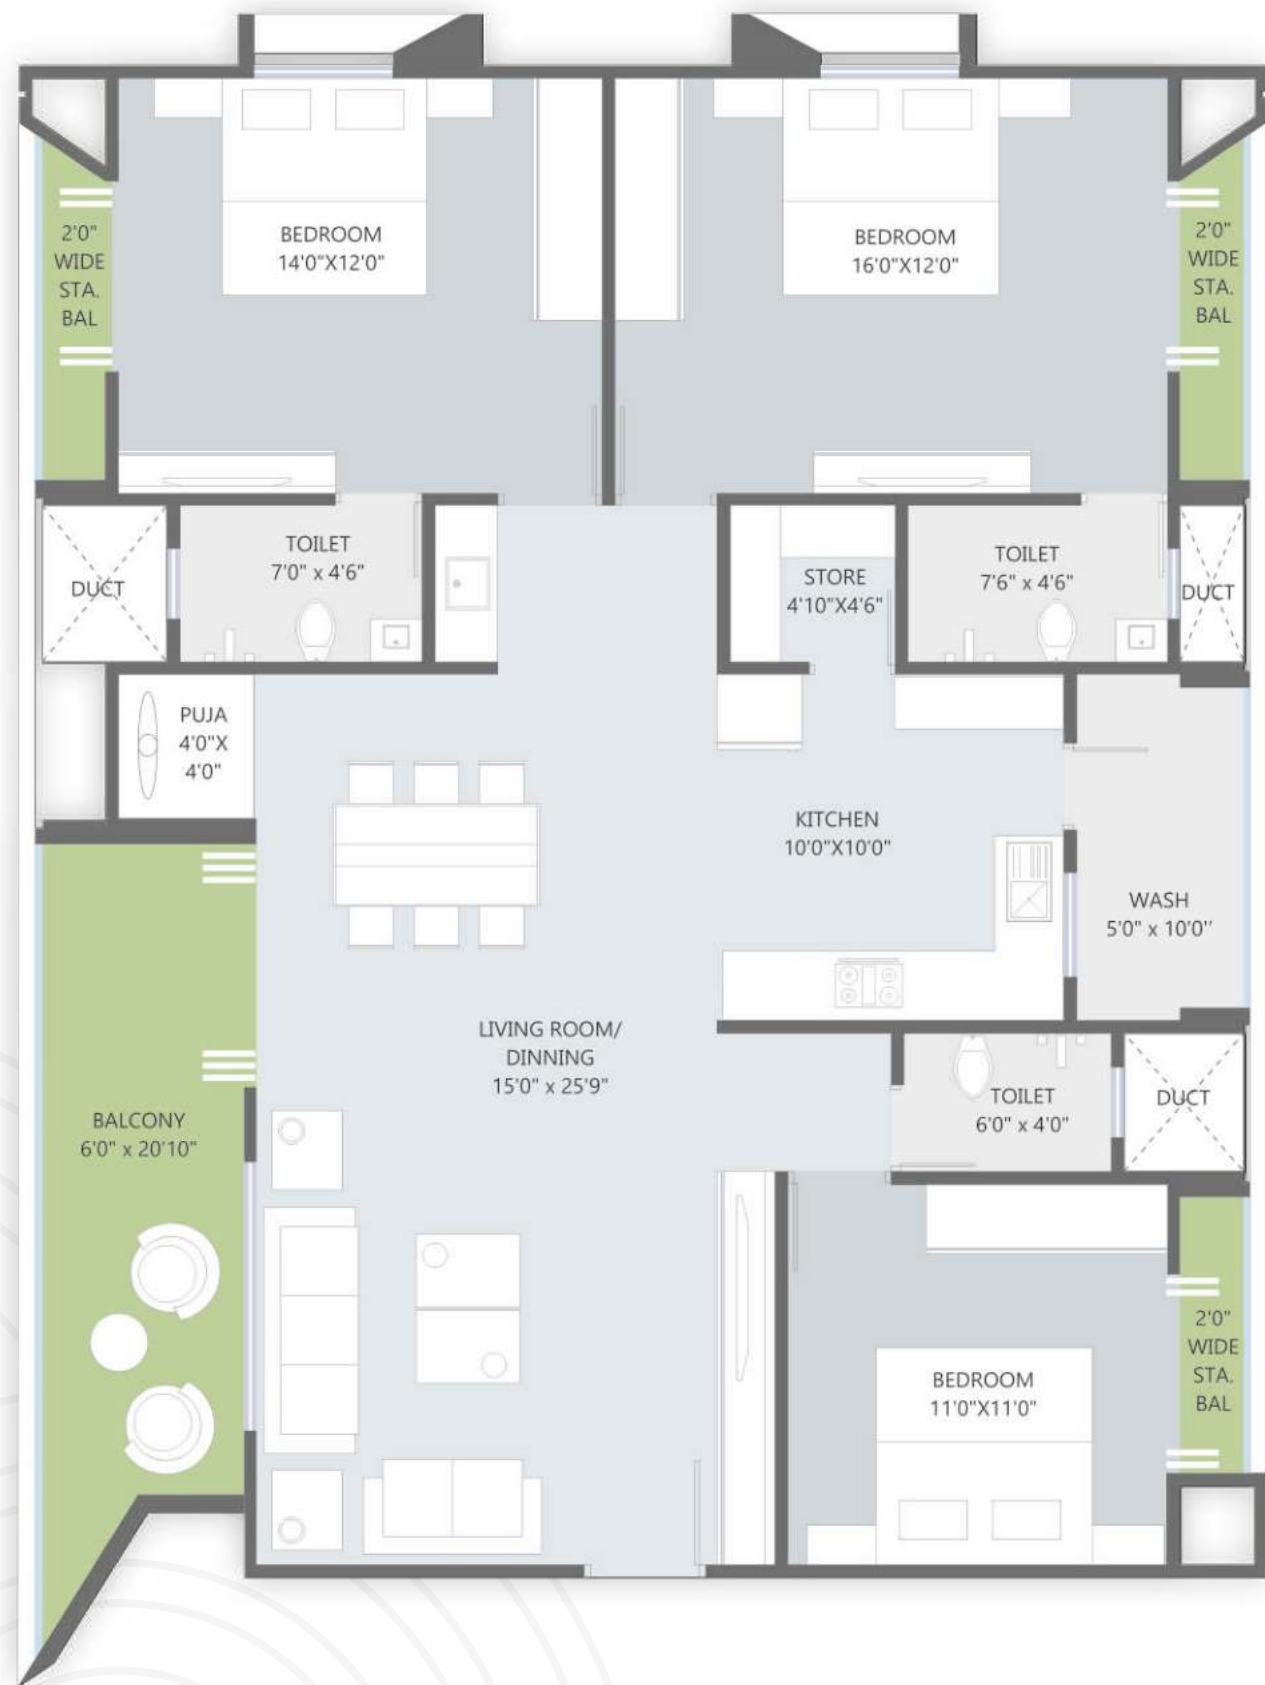 BEDROOM
14'0"X12'0"
BEDROOM
16'0"X12'0"
2'0"
WIDE
STA.
BAL
2'0"
WIDE
STA.
BAL
DUCT
TOILET
7'0" x 4'6"
STORE
4'10"X4'6"
TOILET
7'6" x 4'6"
DUCT
PUJA
4'0"X
4'0"
KITCHEN
10'0"X10'0"
WASH
5'0" x 10'0''
LIVING ROOM/
DINNING
15'0" x 25'9"
BALCONY
6'0" x 20'10"
TOILET
6'0" x 4'0"
DUCT
BEDROOM
11'0"X11'0"
2'0"
WIDE
STA.
BAL